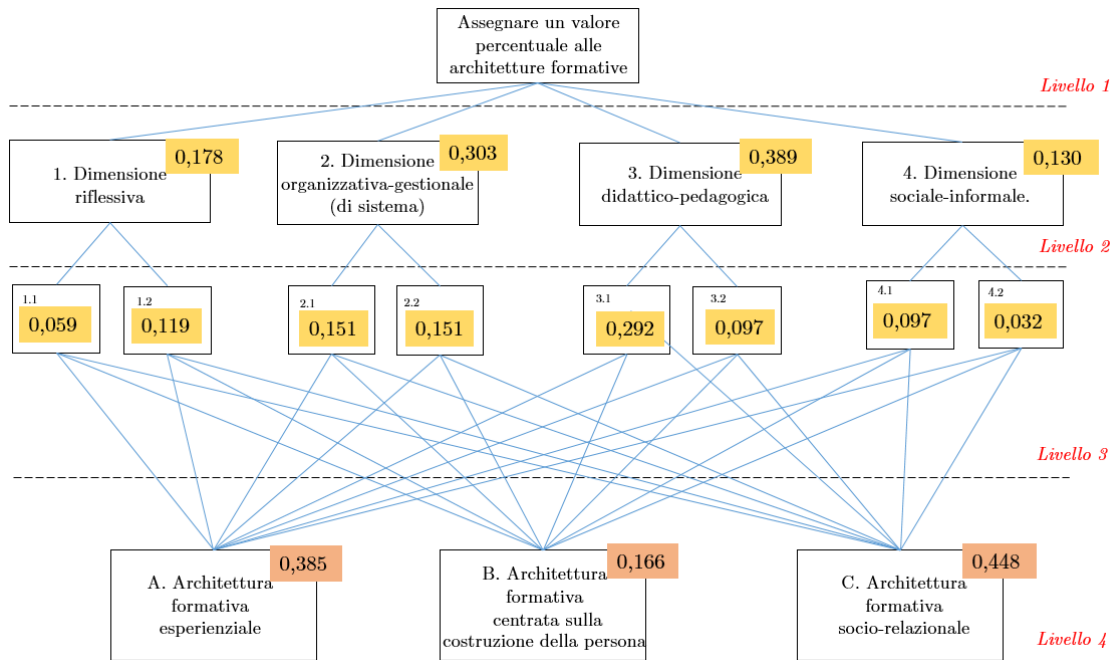 Assegnare un valore
percentuale alle
architetture formative
Livello 1
1. Dimensione
riflessiva
0,178
2. Dimensione
organizzativa-gestionale
(di sistema)
0,303
3. Dimensione
didattico-pedagogica
0,389
4. Dimensione
sociale-informale.
0,130
Livello 2
1.1
0,059
1.2
0,119
2.1
0,151
2.2
0,151
3.1
0,292
3.2
0,097
4.1
0,097
4.2
0,032
Livello 3
A. Architettura
formativa
esperienziale
0,385
B. Architettura
formativa
centrata sulla
costruzione della persona
0,166
C. Architettura
formativa
socio-relazionale
0,448
Livello 4